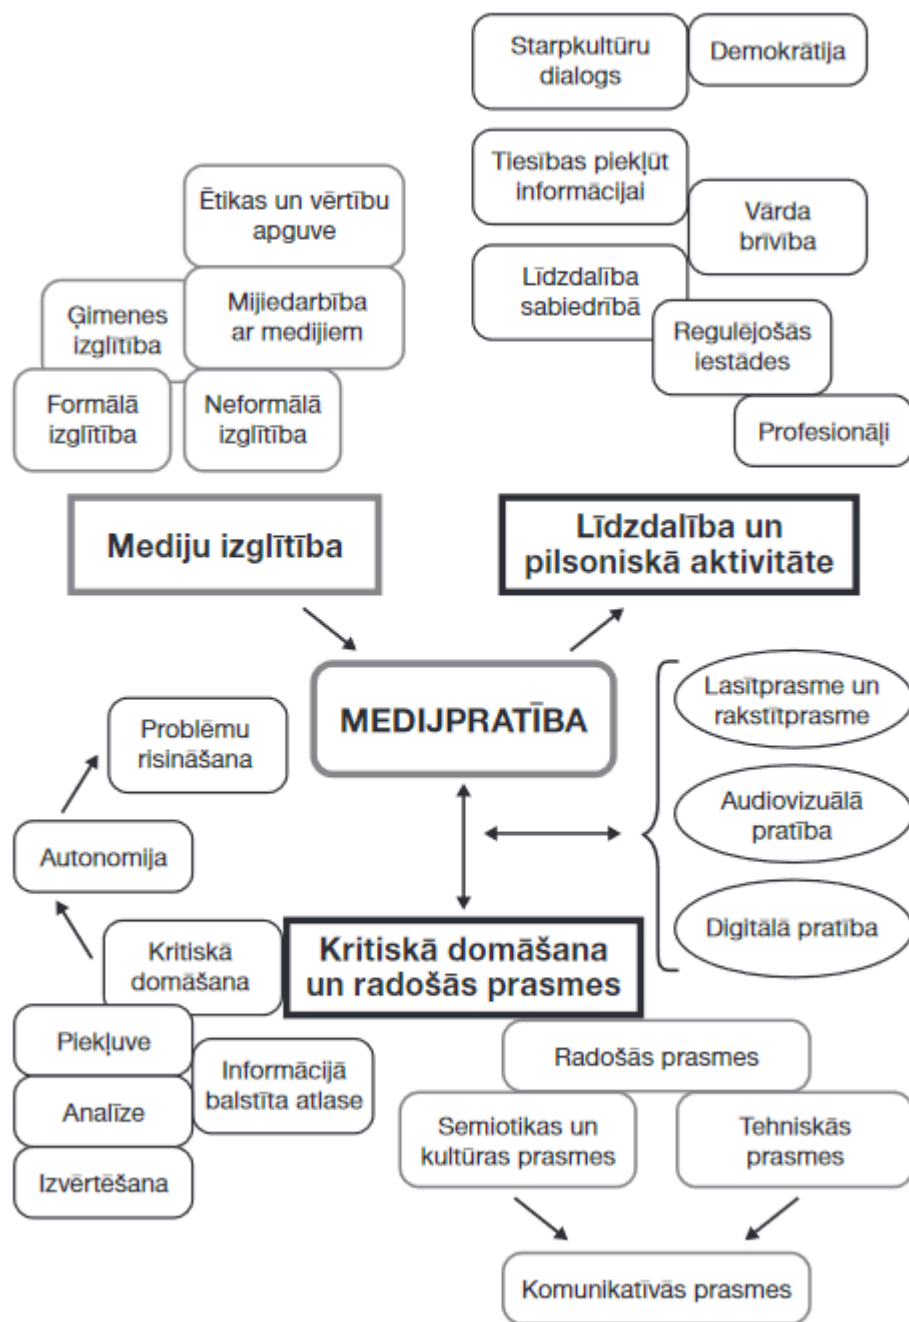 Starpkultūru
dialogs
Demokrātija
Tiesības piekļūt
informācijai
Vārda
brīvība
Līdzdalība
sabiedrībā
Regulējošās
iestādes
Profesionāļi
Ētikas un vērtību
apguve
Ģimenes
izglītība
Mijiedarbība
ar medijiem
Formālā
izglītība
Neformālā
izglītība
Mediju izglītība
Līdzdalība un
pilsoniskā aktivitāte
MEDIJPRATĪBA
Lasītprasme un
rakstītprasme
Audiovizuālā
pratība
Digitālā pratība
Problēmu
risināšana
Autonomija
Kritiskā
domāšana
Kritiskā domāšana
un radošās prasmes
Piekļuve
Analīze
Izvērtēšana
Informācijā
balstīta atlase
Radošās prasmes
Semiotikas un
kultūras prasmes
Tehniskās
prasmes
Komunikatīvās prasmes